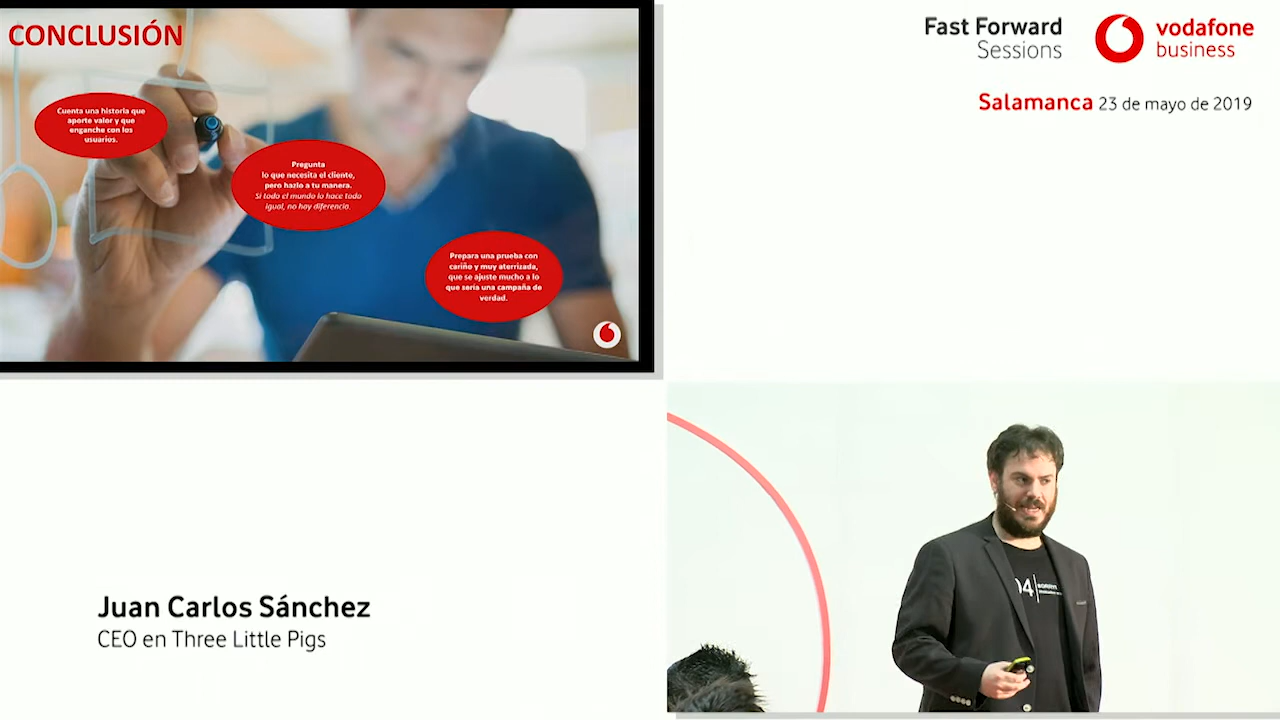 CONCLUSIÓN
Cuenta una historia que
aporte valor y que
enganche con los
usuarios.
Pregunta
lo que necesita el cliente,
pero hazlo a tu manera.
Si todo el mundo lo hace todo
igual, no hay diferencia.
Prepara una prueba con
cariño y muy aterrizada,
que se ajuste mucho a lo
que sería una campaña de
verdad.
Fast Forward
Sessions
vodafone
business
Salamanca 23 de mayo de 2019
Juan Carlos Sánchez
CEO en Three Little Pigs
04
SORRY!